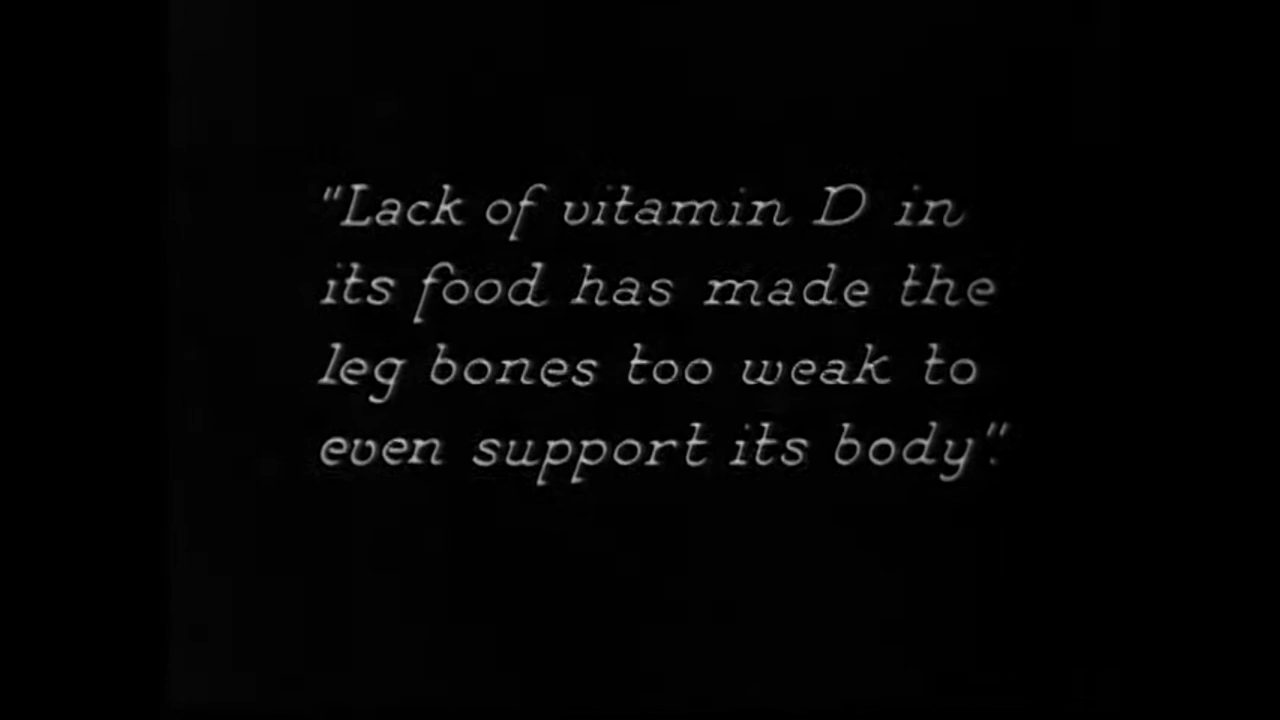 "Lack of vitamin D in
its food has made the
leg bones too weak to
even support its body".